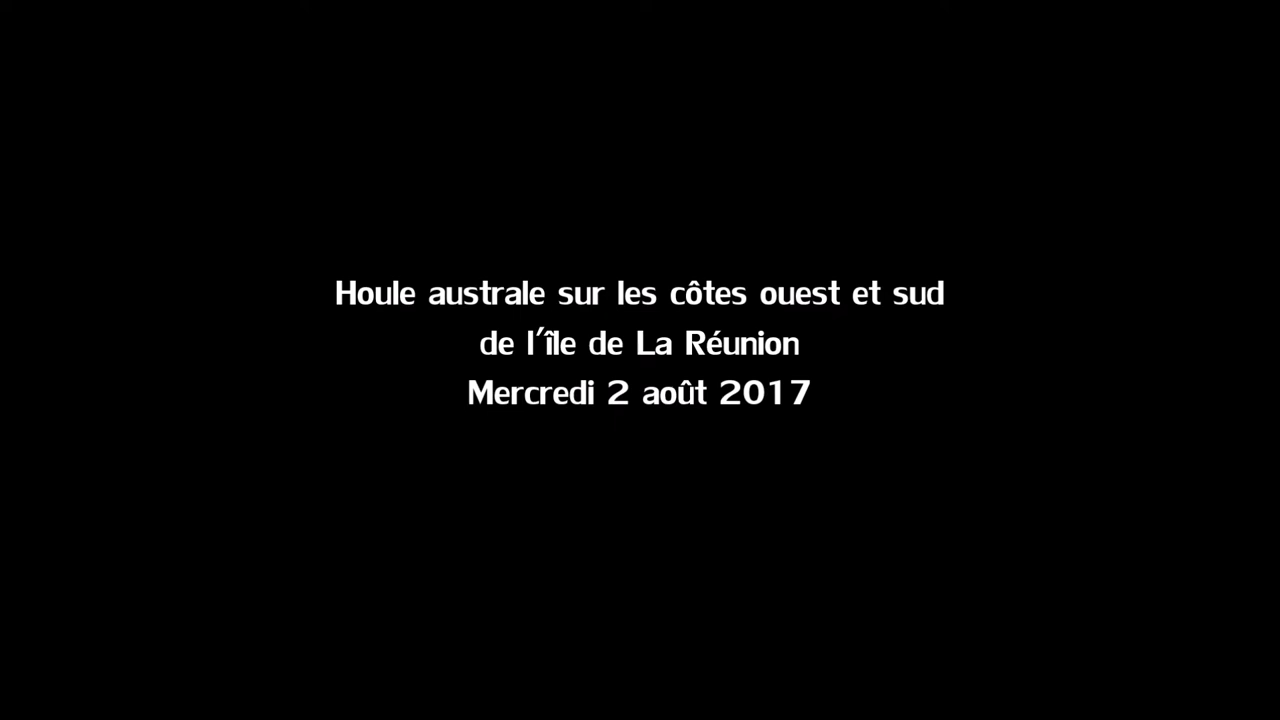 Houle australe sur les côtes ouest et sud
de l'île de La Réunion
Mercredi 2 août 2017